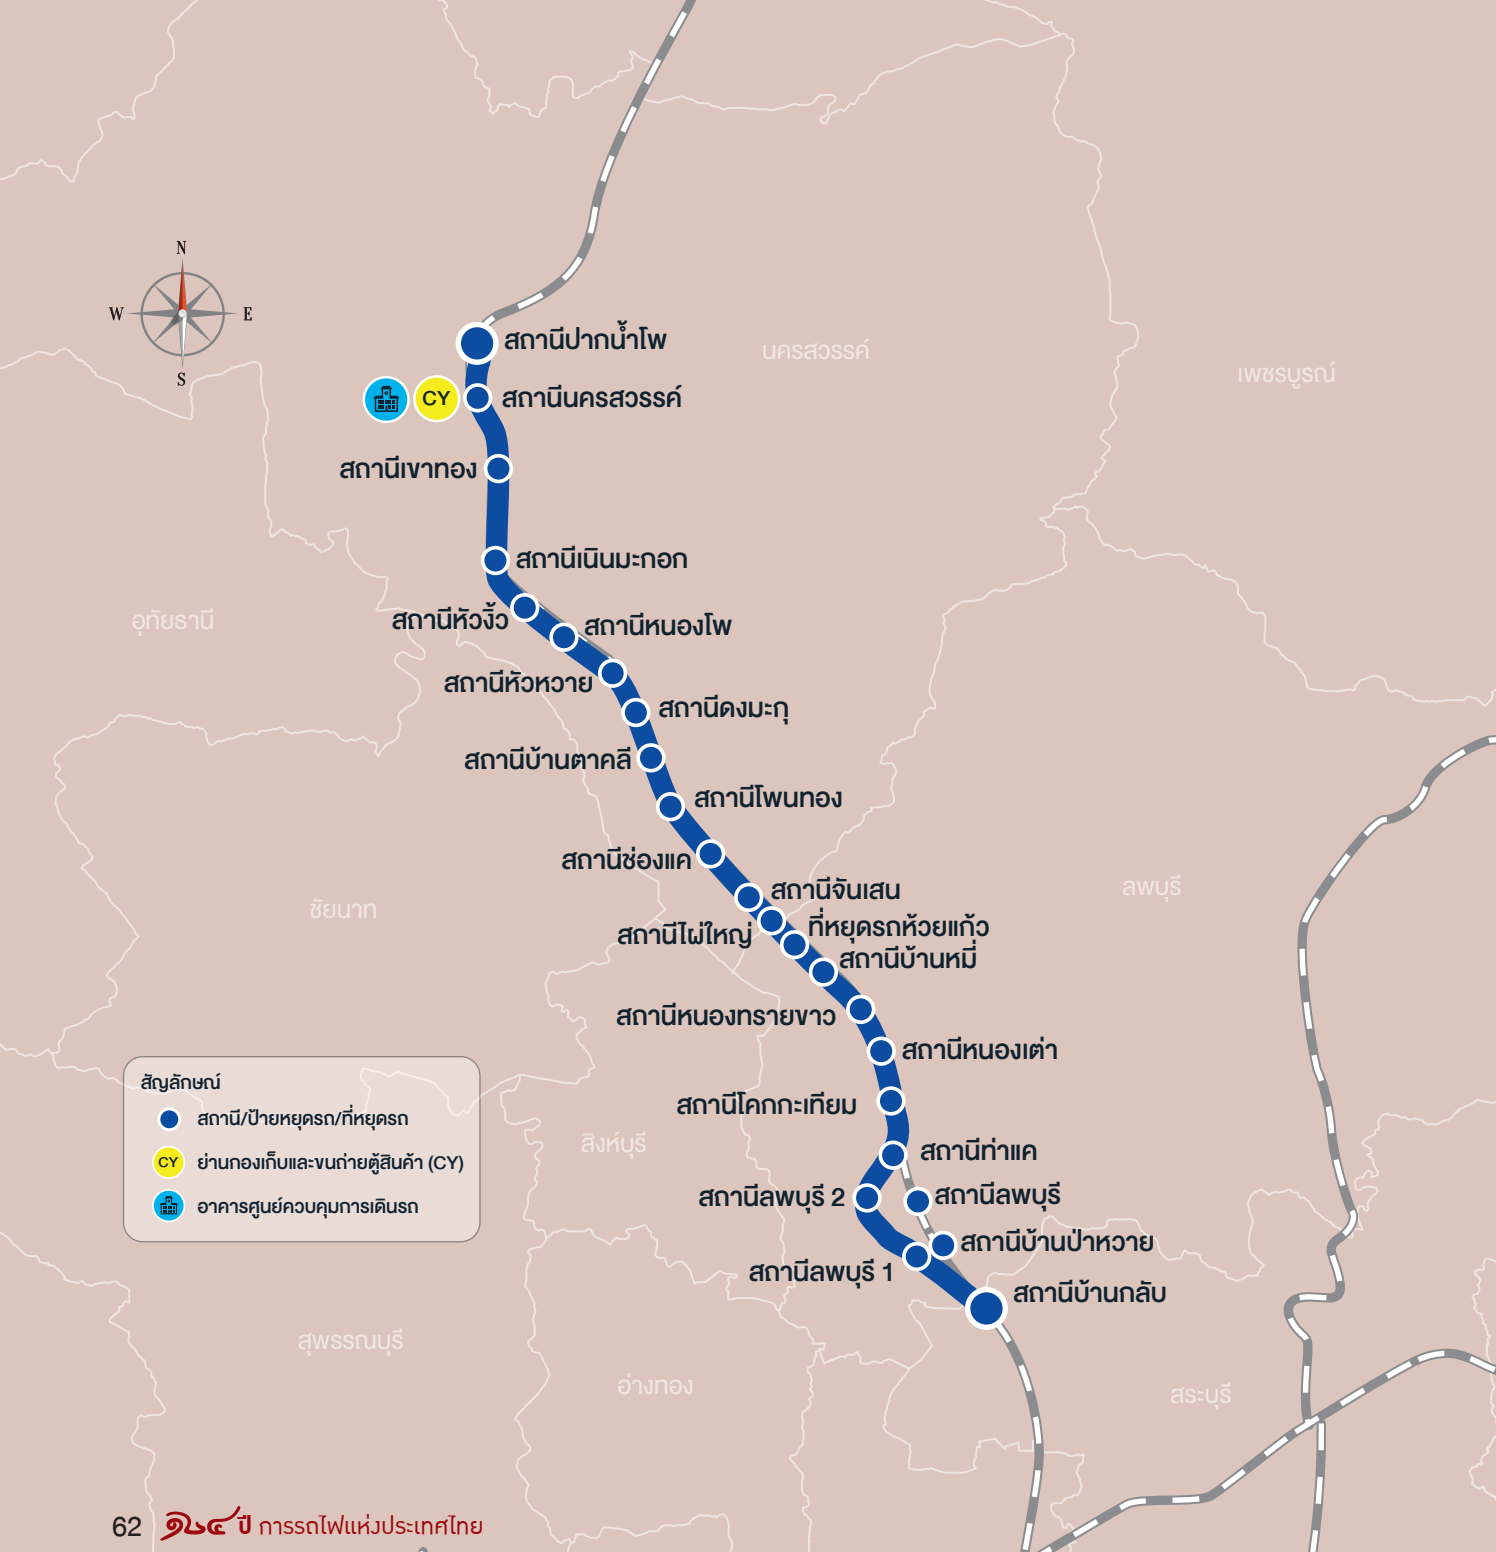 N
W
E
S
สถานีปากน้ำโพ
นครสวรรค์
เพชรบูรณ์
CY
สถานีนครสวรรค์
สถานีเขาทอง
สถานีเนินมะกอก
อุทัยธานี
สถานีหัวงิ้ว
สถานีหนองโพ
สถานีหัวหวาย
สถานีดงมะกุ
สถานีบ้านตาคลี
สถานีโพนทอง
สถานีช่องแค
สถานีจันเสน
ลพบุรี
ชัยนาท
ที่หยุดรถห้วยแก้ว
สถานีไผ่ใหญ่
สถานีบ้านหมี่
สถานีหนองทรายขาว
สถานีหนองเต่า
สัญลักษณ์
สถานี/ป้ายหยุดรถ/ที่หยุดรถ
CY ย่านกองเก็บและขนถ่ายตู้สินค้า (CY)
อาคารศูนย์ควบคุมการเดินรถ
สถานีโคกกะเทียม
สิงห์บุรี
สถานีท่าแค
สถานีลพบุรี 2
สถานีลพบุรี
สถานีบ้านป่าหวาย
สถานีลพบุรี 1
สถานีบ้านกลับ
สุพรรณบุรี
อ่างทอง
สระบุรี
62 ๑๒๔ ปี การรถไฟแห่งประเทศไทย